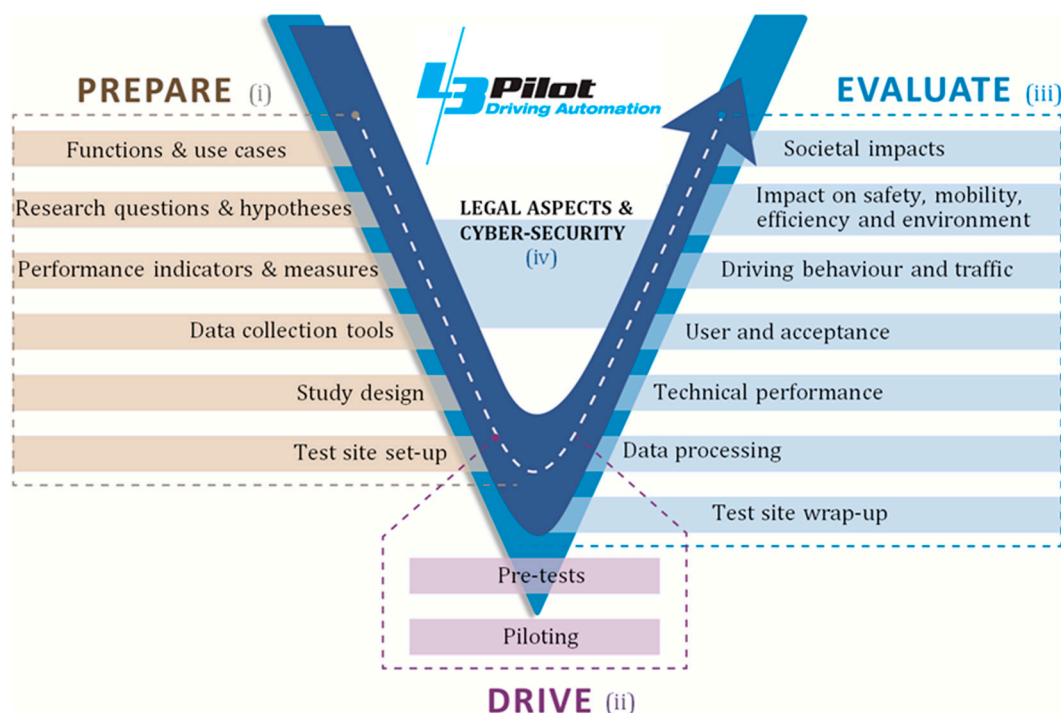 L3Pilot
Driving Automation
PREPARE (i)
Functions & use cases
Research questions & hypotheses
Performance indicators & measures
Data collection tools
Study design
Test site set-up
LEGAL ASPECTS &
CYBER-SECURITY
(iv)
EVALUATE (iii)
Societal impacts
Impact on safety, mobility,
efficiency and environment
Driving behaviour and traffic
User and acceptance
Technical performance
Data processing
Test site wrap-up
Pre-tests
Piloting
DRIVE (ii)